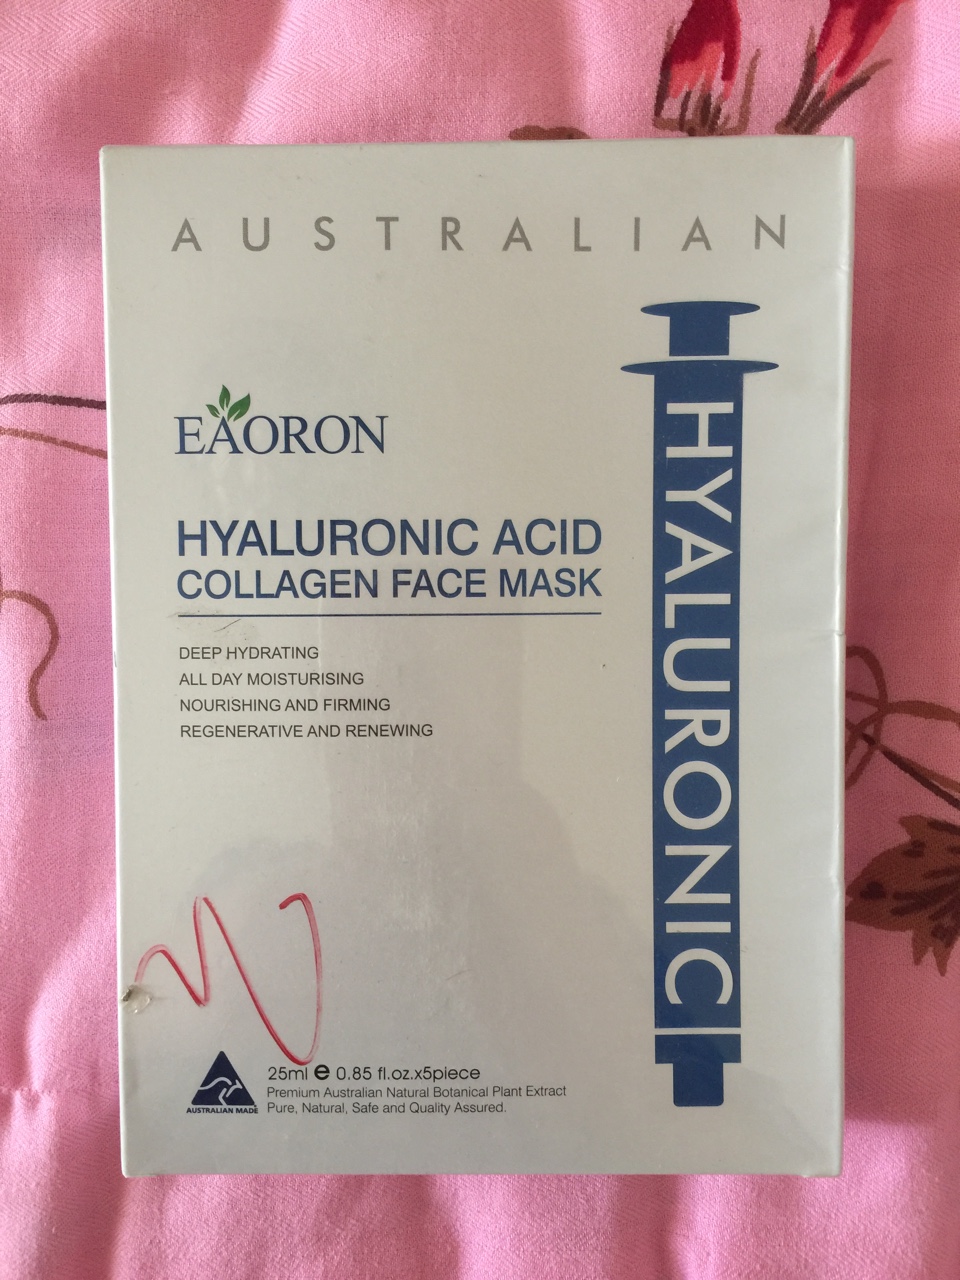 AUSTRALIAN
EAORON
HYALURONIC ACID
COLLAGEN FACE MASK
DEEP HYDRATING
ALL DAY MOISTURISING
NOURISHING AND FIRMING
REGENERATIVE AND RENEWING
HYALURONIC
25ml e 0.85 fl.oz.x5piece
Premium Australian Natural Botanical Plant Extract
Pure, Natural, Safe and Quality Assured.
AUSTRALIAN MADE